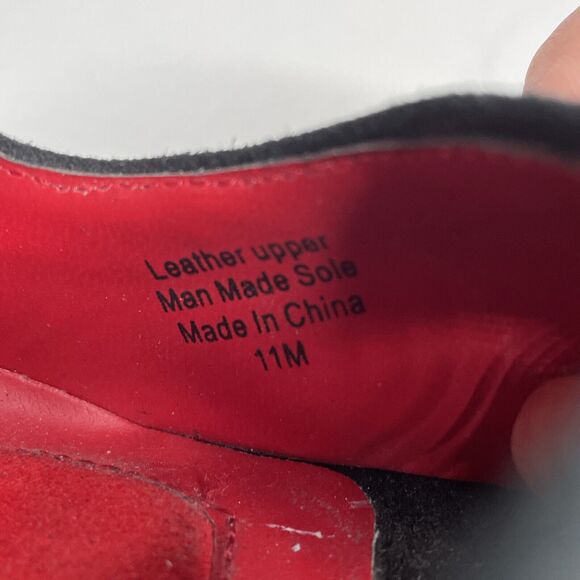 Leather upper
Man Made Sole
Made In China
11M